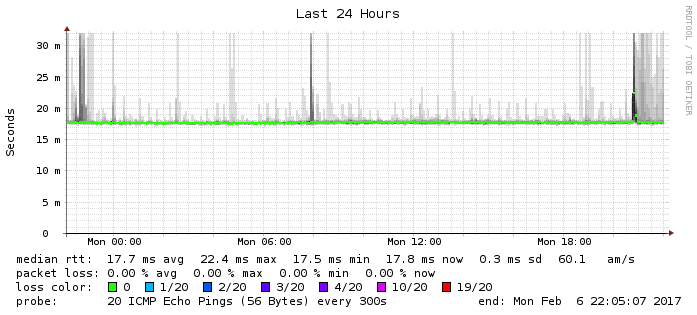 Last 24 Hours
RRDTOOL / TOBI OETIKER
Seconds
30 m
25 m
20 m
15 m
10 m
5 m
0
Mon 00:00 Mon 06:00 Mon 12:00 Mon 18:00
median rtt: 17.7 ms avg 22.4 ms max 17.5 ms min 17.8 ms now 0.3 ms sd 60.1 am/s
packet loss: 0.00 % avg 0.00 % max 0.00 % min 0.00 % now
loss color: 0 1/20 2/20 3/20 4/20 10/20 19/20
probe: 20 ICMP Echo Pings (56 Bytes) every 300s end: Mon Feb 6 22:05:07 2017